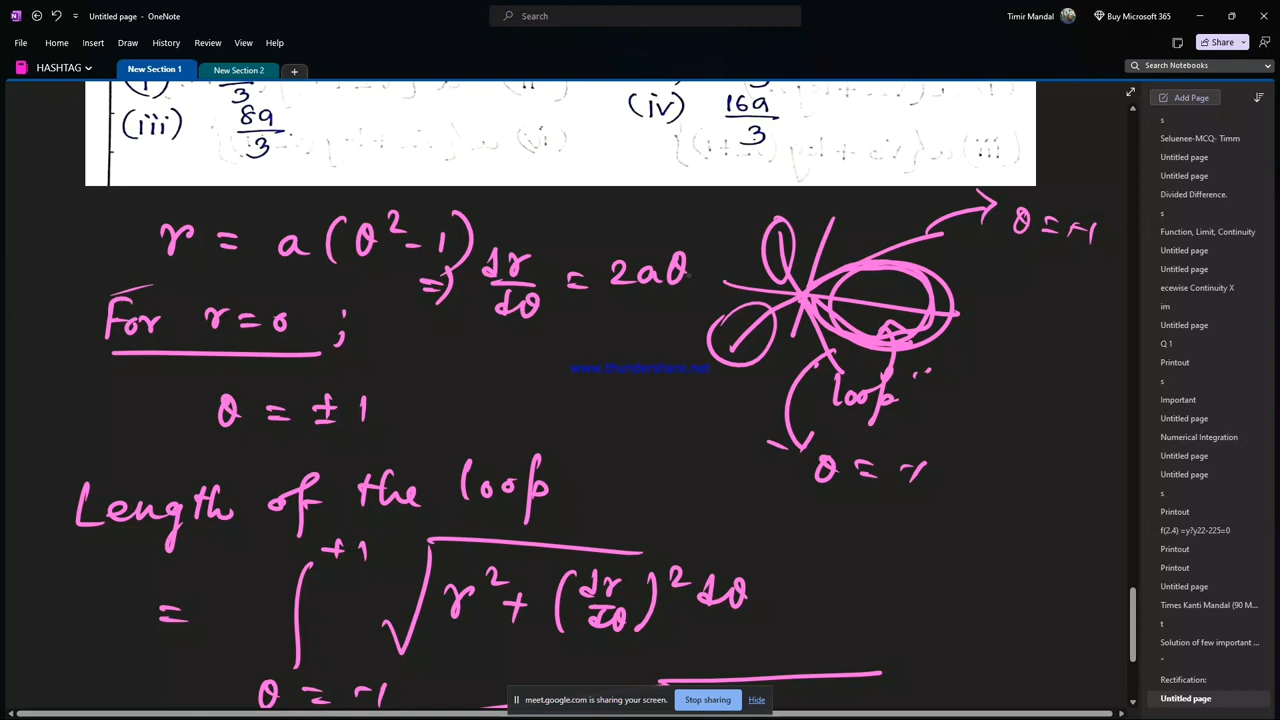 Untitled page - OneNote
Search
Timir Mandal
Buy Microsoft 365
File Home Insert Draw History Review View Help
Share
HASHTAG
New Section 1
New Section 2
+
Search Notebooks
Add Page
s
Seluenee-MCQ- Timm
Untitled page
Untitled page
Divided Difference.
s
Function, Limit, Continuity
Untitled page
Untitled page
ecewise Continuity X
im
Untitled page
Q 1
Printout
s
Important
Untitled page
Numerical Integration
Untitled page
Untitled page
s
Printout
f(2.4) =y?y22-225=0
Printout
Printout
Untitled page
Times Kanti Mandal (90 M...
t
Solution of few important ...
"
Rectification:
Untitled page
(iii) 8a/3
(iv) 16a/3
r = a(θ²-1) => dr/dθ = 2aθ
For r=0 ;
θ = ±1
θ = +1
"loop"
θ = -1
www.thundershare.net
Length of the loop
= ∫_{θ = -1}^{+1} √(r² + (dr/dθ)²) dθ
meet.google.com is sharing your screen.
Stop sharing
Hide